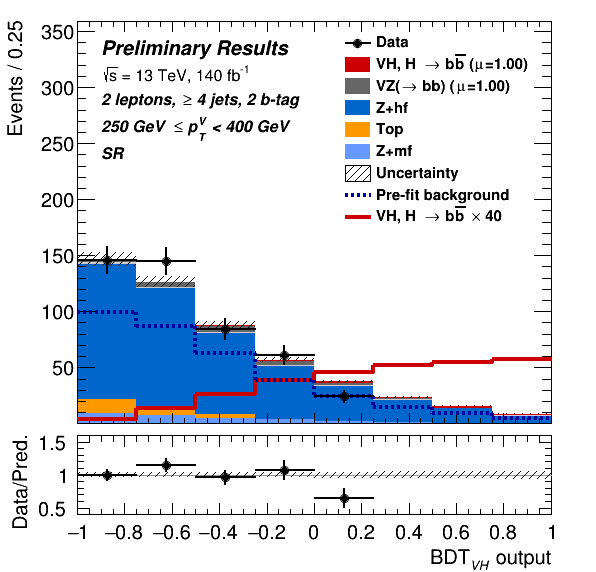 Events / 0.25
350
300
250
200
150
100
50
Preliminary Results
√s = 13 TeV, 140 fb⁻¹
2 leptons, ≥ 4 jets, 2 b-tag
250 GeV ≤ p_T^V < 400 GeV
SR
Data
VH, H → bb̅ (μ=1.00)
VZ(→ bb) (μ=1.00)
Z+hf
Top
Z+mf
Uncertainty
Pre-fit background
VH, H → bb̅ × 40
Data/Pred.
1.5
1
0.5
−1 −0.8 −0.6 −0.4 −0.2 0 0.2 0.4 0.6 0.8 1
BDT_VH output